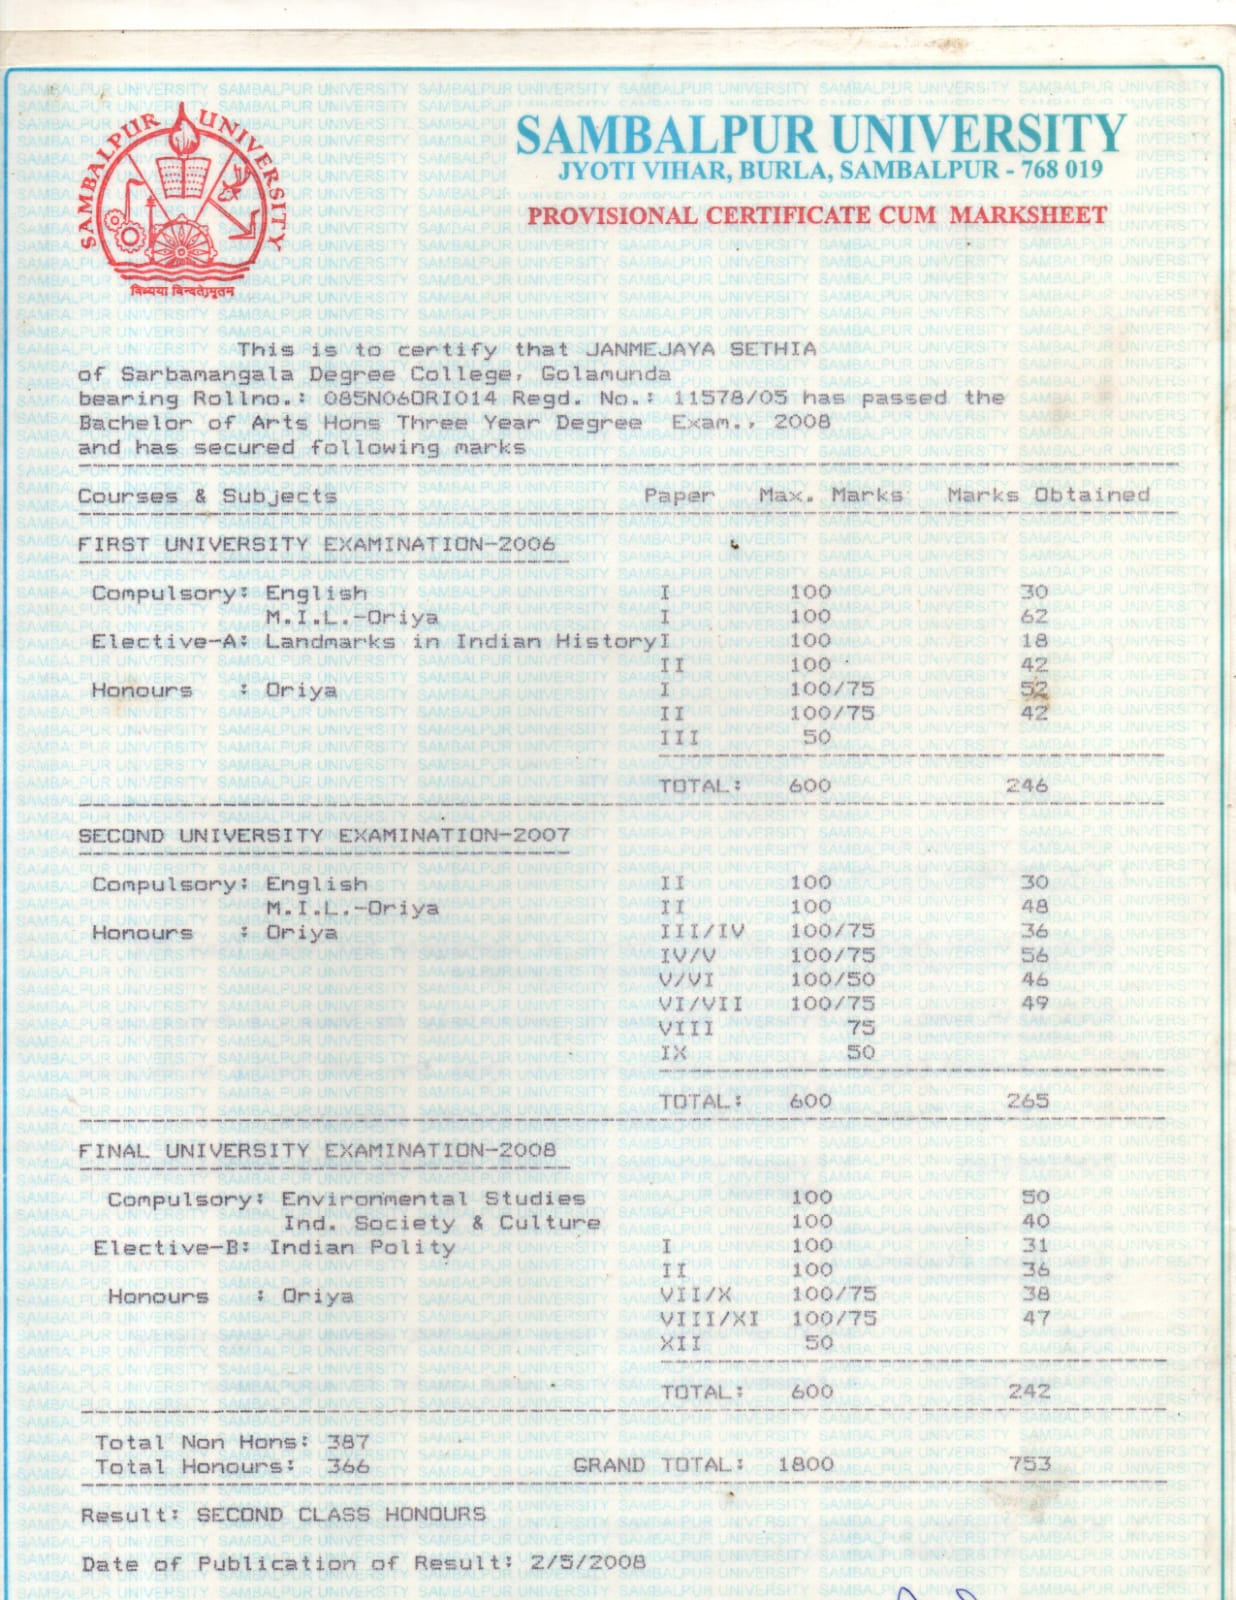 SAMBALPUR UNIVERSITY
विद्यया विन्दतेऽमृतम
SAMBALPUR UNIVERSITY
JYOTI VIHAR, BURLA, SAMBALPUR - 768 019
PROVISIONAL CERTIFICATE CUM MARKSHEET
This is to certify that JANMEJAYA SETHIA
of Sarbamangala Degree College, Golamunda
bearing Rollno.: 085N06ORI014 Regd. No.: 11578/05 has passed the
Bachelor of Arts Hons Three Year Degree Exam., 2008
and has secured following marks
Courses & Subjects Paper Max. Marks Marks Obtained
FIRST UNIVERSITY EXAMINATION-2006
Compulsory: English I 100 30
M.I.L.-Oriya I 100 62
Elective-A: Landmarks in Indian History I 100 18
II 100 42
Honours : Oriya I 100/75 52
II 100/75 42
III 50
TOTAL: 600 246
SECOND UNIVERSITY EXAMINATION-2007
Compulsory: English II 100 30
M.I.L.-Oriya II 100 48
Honours : Oriya III/IV 100/75 36
IV/V 100/75 56
V/VI 100/50 46
VI/VII 100/75 49
VIII 75
IX 50
TOTAL: 600 265
FINAL UNIVERSITY EXAMINATION-2008
Compulsory: Environmental Studies 100 50
Ind. Society & Culture 100 40
Elective-B: Indian Polity I 100 31
II 100 36
Honours : Oriya VII/X 100/75 38
VIII/XI 100/75 47
XII 50
TOTAL: 600 242
Total Non Hons: 387
Total Honours: 366 GRAND TOTAL: 1800 753
Result: SECOND CLASS HONOURS
Date of Publication of Result: 2/5/2008